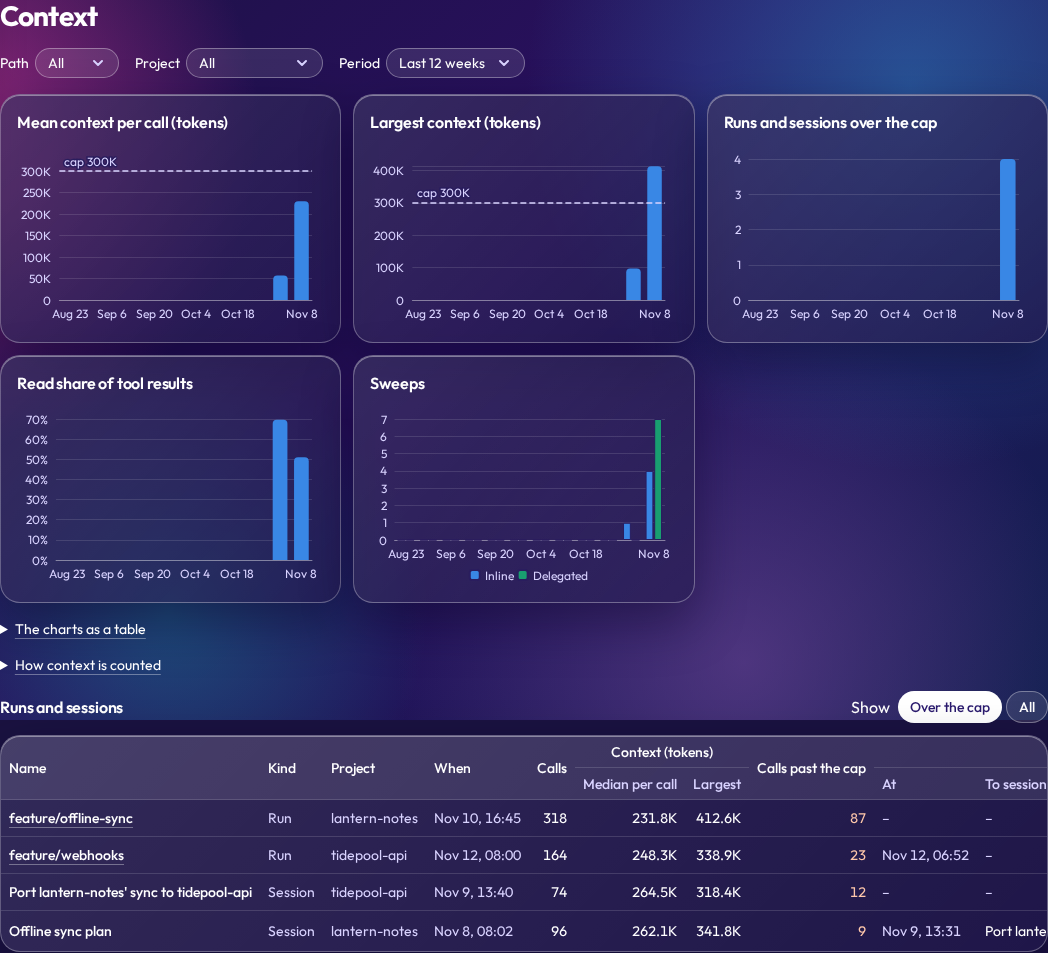 Context
Path All Project All Period Last 12 weeks
Mean context per call (tokens)
cap 300K
300K
250K
200K
150K
100K
50K
0
Aug 23 Sep 6 Sep 20 Oct 4 Oct 18 Nov 8
Largest context (tokens)
400K
cap 300K
300K
200K
100K
0
Aug 23 Sep 6 Sep 20 Oct 4 Oct 18 Nov 8
Runs and sessions over the cap
4
3
2
1
0
Aug 23 Sep 6 Sep 20 Oct 4 Oct 18 Nov 8
Read share of tool results
70%
60%
50%
40%
30%
20%
10%
0%
Aug 23 Sep 6 Sep 20 Oct 4 Oct 18 Nov 8
Sweeps
7
6
5
4
3
2
1
0
Aug 23 Sep 6 Sep 20 Oct 4 Oct 18 Nov 8
Inline Delegated
The charts as a table
How context is counted
Runs and sessions Show Over the cap All
Context (tokens)
Name Kind Project When Calls Calls past the cap
Median per call Largest At To session
feature/offline-sync Run lantern-notes Nov 10, 16:45 318 231.8K 412.6K 87 – –
feature/webhooks Run tidepool-api Nov 12, 08:00 164 248.3K 338.9K 23 Nov 12, 06:52 –
Port lantern-notes' sync to tidepool-api Session tidepool-api Nov 9, 13:40 74 264.5K 318.4K 12 – –
Offline sync plan Session lantern-notes Nov 8, 08:02 96 262.1K 341.8K 9 Nov 9, 13:31 Port lante